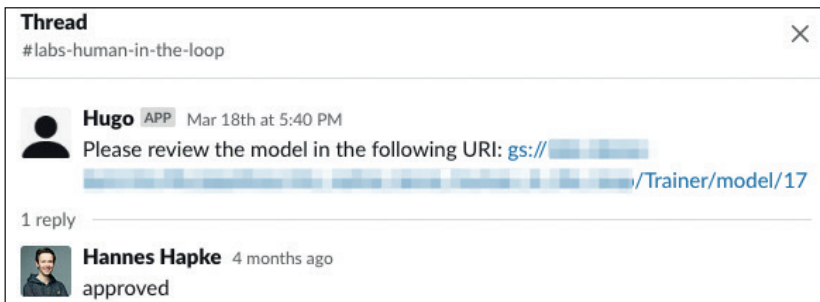 Thread
#labs-human-in-the-loop
Hugo APP Mar 18th at 5:40 PM
Please review the model in the following URI: gs://
/Trainer/model/17
1 reply
Hannes Hapke 4 months ago
approved